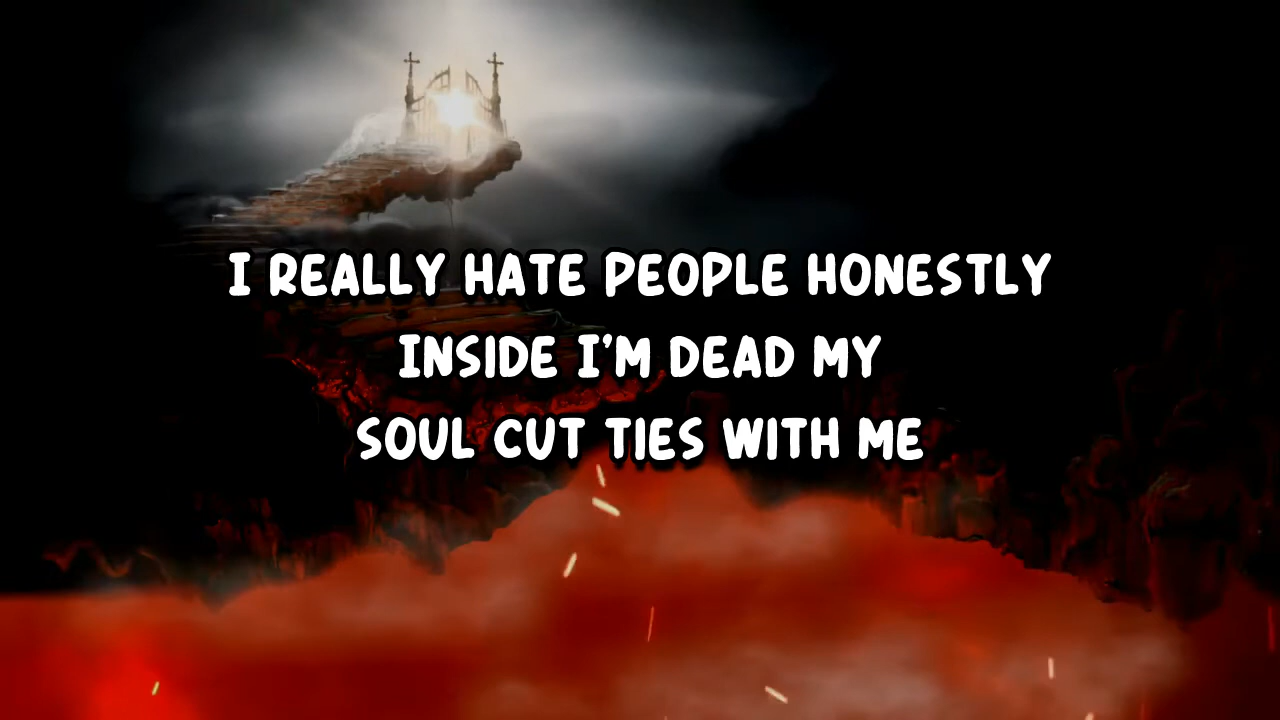 I REALLY HATE PEOPLE HONESTLY
INSIDE I'M DEAD MY
SOUL CUT TIES WITH ME